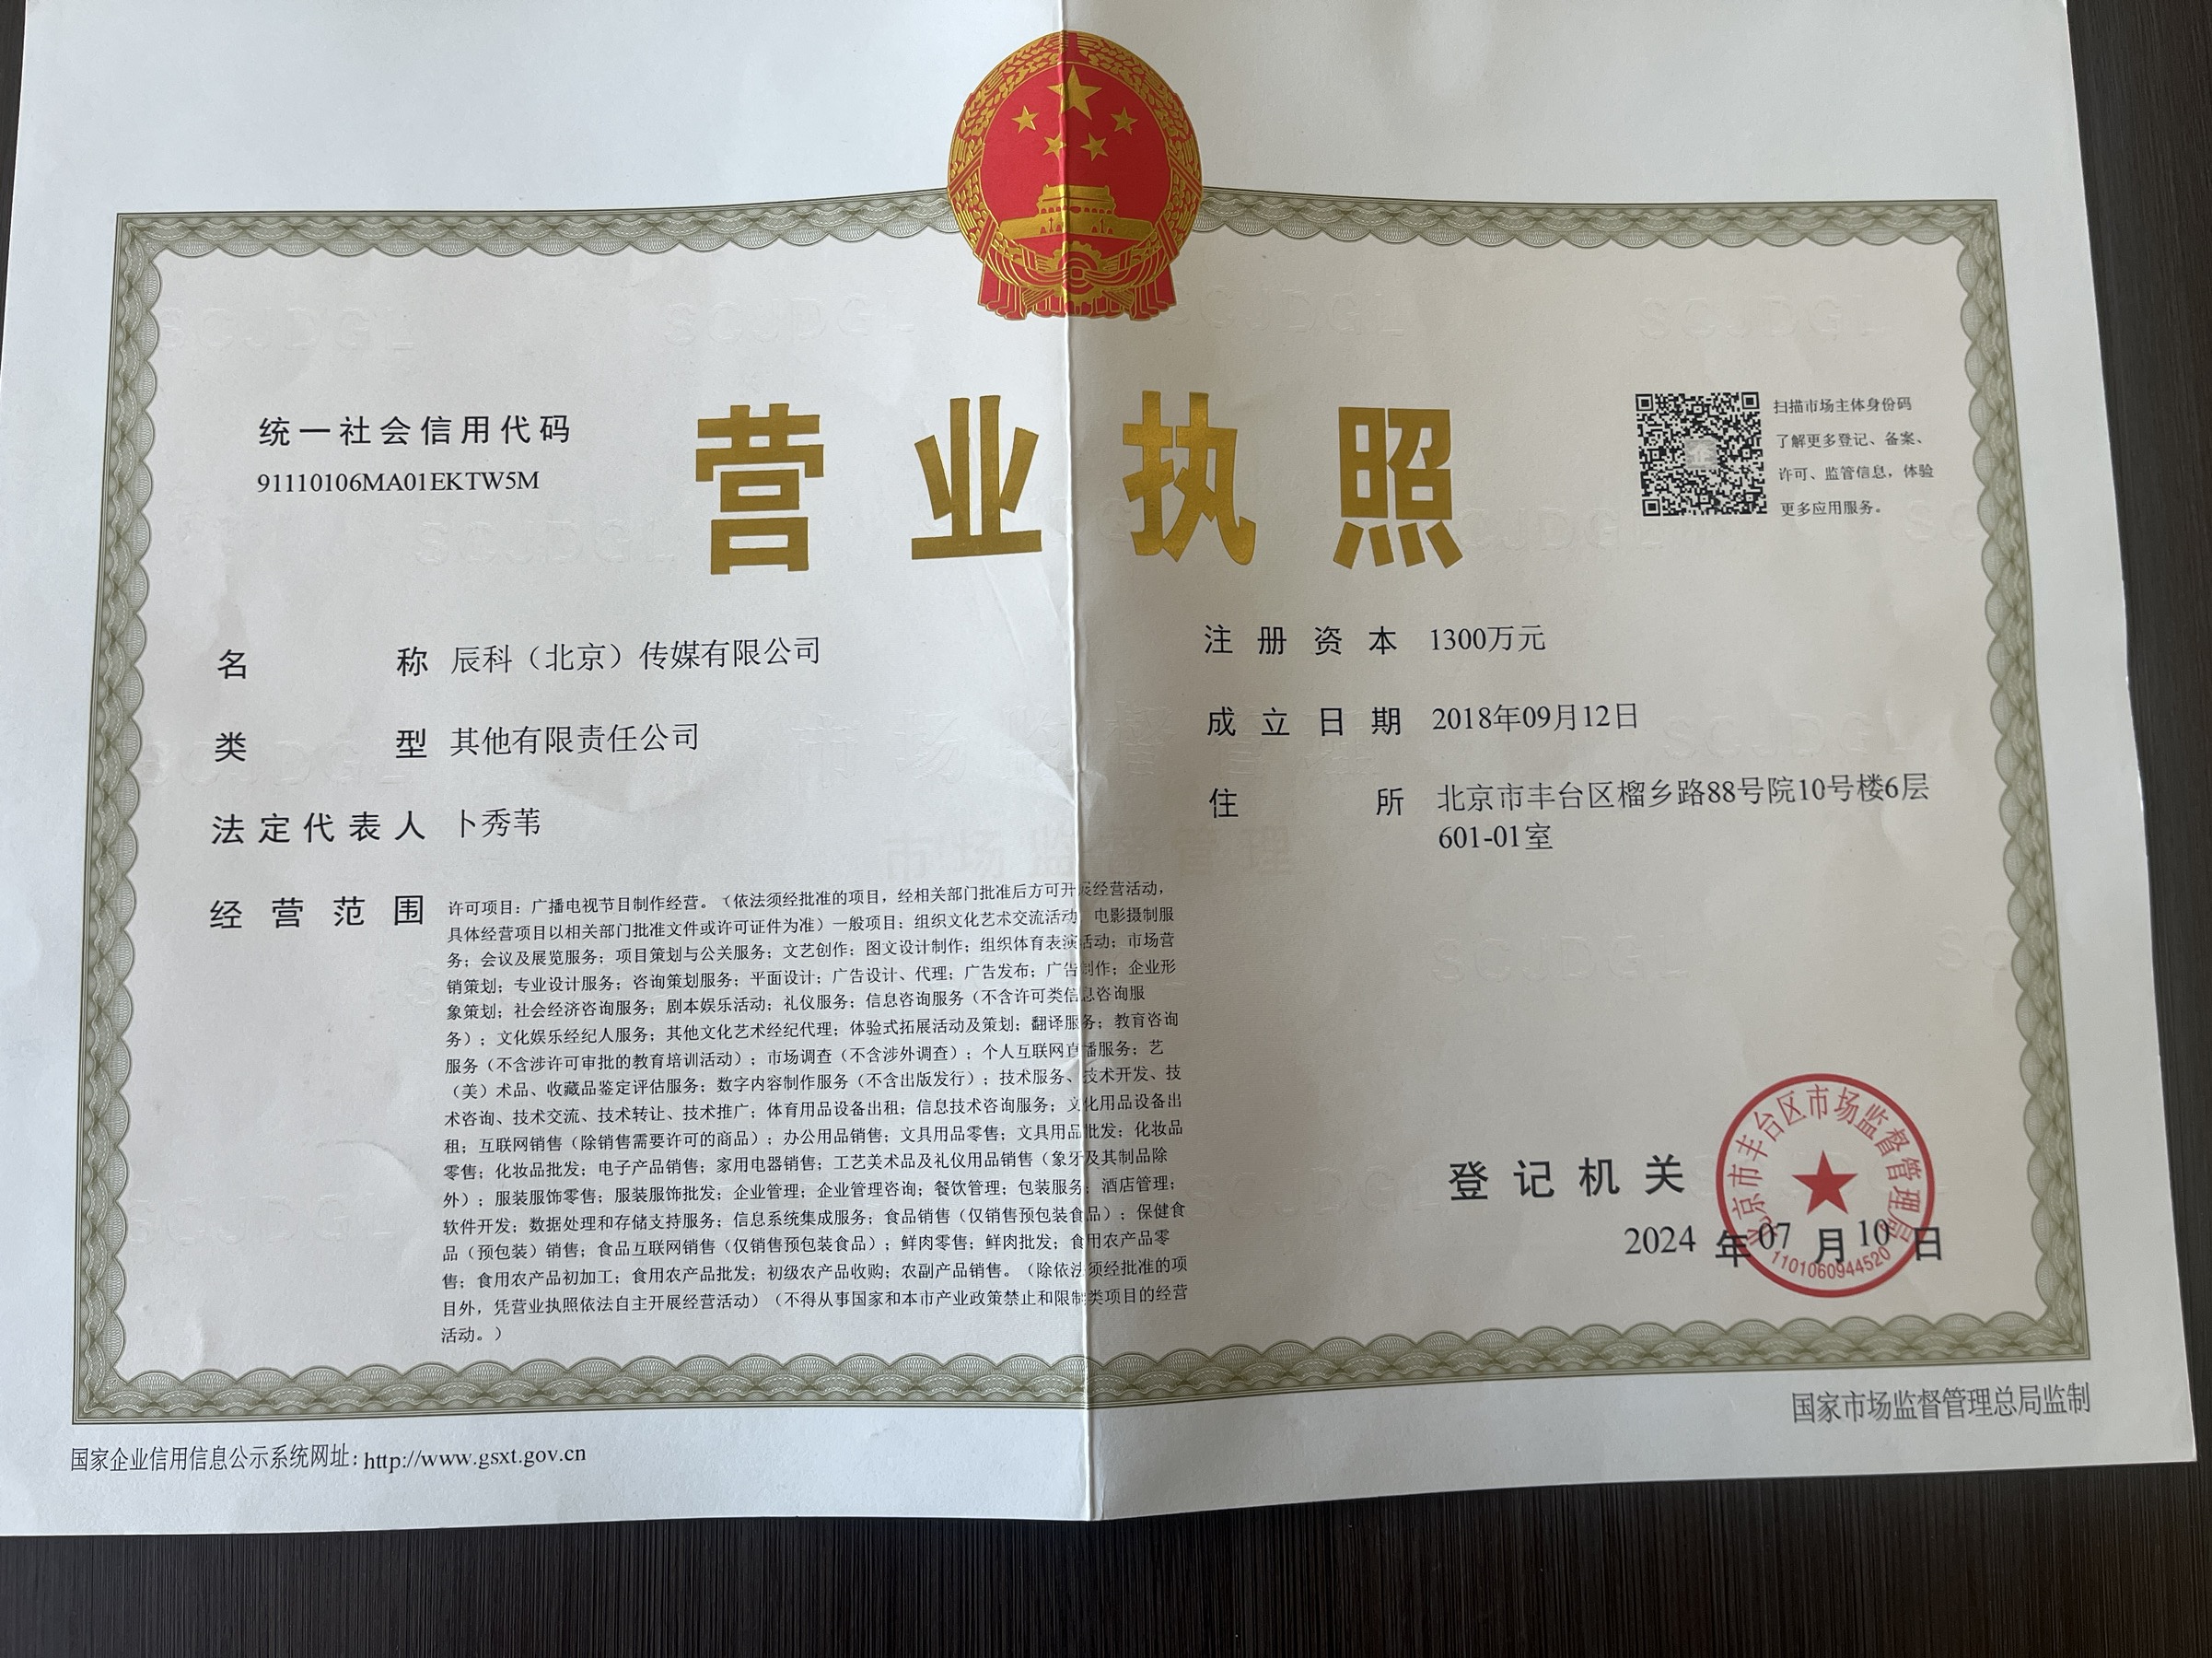 营业执照
统一社会信用代码
91110106MA01EKTW5M
扫描市场主体身份码
了解更多登记、备案、
许可、监管信息，体验
更多应用服务。
名称 辰科（北京）传媒有限公司
类型 其他有限责任公司
法定代表人 卜秀苇
经营范围 许可项目：广播电视节目制作经营。（依法须经批准的项目，经相关部门批准后方可开展经营活动，
具体经营项目以相关部门批准文件或许可证件为准）一般项目：组织文化艺术交流活动；电影摄制服
务；会议及展览服务；项目策划与公关服务；文艺创作；图文设计制作；组织体育表演活动；市场营
销策划；专业设计服务；咨询策划服务；平面设计；广告设计、代理；广告发布；广告制作；企业形
象策划；社会经济咨询服务；剧本娱乐活动；礼仪服务；信息咨询服务（不含许可类信息咨询服
务）；文化娱乐经纪人服务；其他文化艺术经纪代理；体验式拓展活动及策划；翻译服务；教育咨询
服务（不含涉许可审批的教育培训活动）；市场调查（不含涉外调查）；个人互联网直播服务；艺
（美）术品、收藏品鉴定评估服务；数字内容制作服务（不含出版发行）；技术服务、技术开发、技
术咨询、技术交流、技术转让、技术推广；体育用品设备出租；信息技术咨询服务；文化用品设备出
租；互联网销售（除销售需要许可的商品）；办公用品销售；文具用品零售；文具用品批发；化妆品
零售；化妆品批发；电子产品销售；家用电器销售；工艺美术品及礼仪用品销售（象牙及其制品除
外）；服装服饰零售；服装服饰批发；企业管理；企业管理咨询；餐饮管理；包装服务；酒店管理；
软件开发；数据处理和存储支持服务；信息系统集成服务；食品销售（仅销售预包装食品）；保健食
品（预包装）销售；食品互联网销售（仅销售预包装食品）；鲜肉零售；鲜肉批发；食用农产品零
售；食用农产品初加工；食用农产品批发；初级农产品收购；农副产品销售。（除依法须经批准的项
目外，凭营业执照依法自主开展经营活动）（不得从事国家和本市产业政策禁止和限制类项目的经营
活动。）
注册资本 1300万元
成立日期 2018年09月12日
住所 北京市丰台区榴乡路88号院10号楼6层
601-01室
登记机关
北京市丰台区市场监督管理局
2024年07月10日
1101060944520
国家企业信用信息公示系统网址：http://www.gsxt.gov.cn
国家市场监督管理总局监制
市场监督管理
SCJDGL